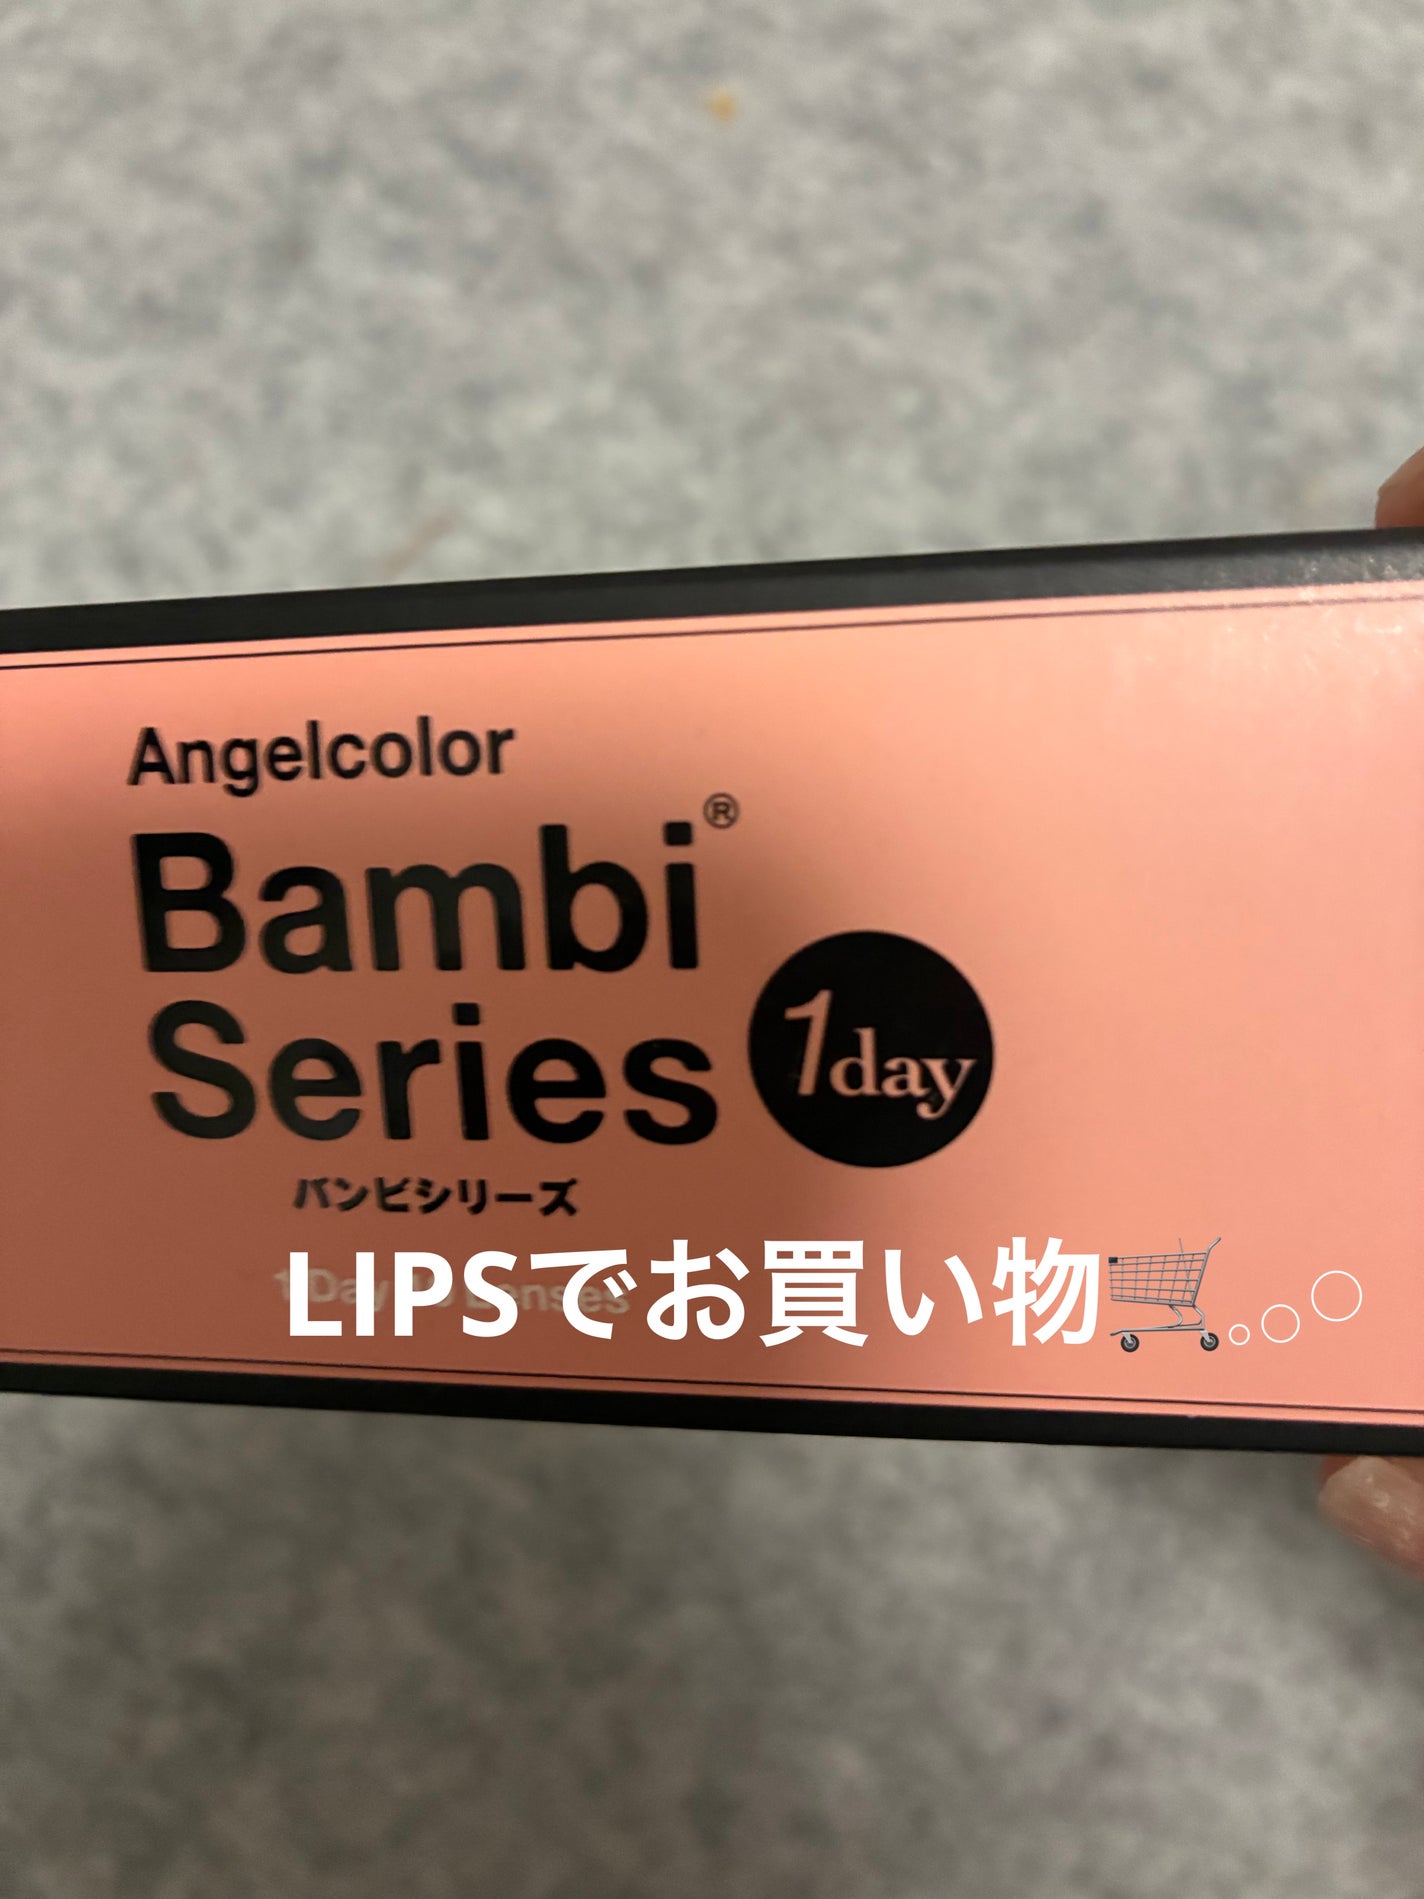 Angelcolor
Bambi®
Series
1day
バンビシリーズ
LIPSでお買い物🛒...○